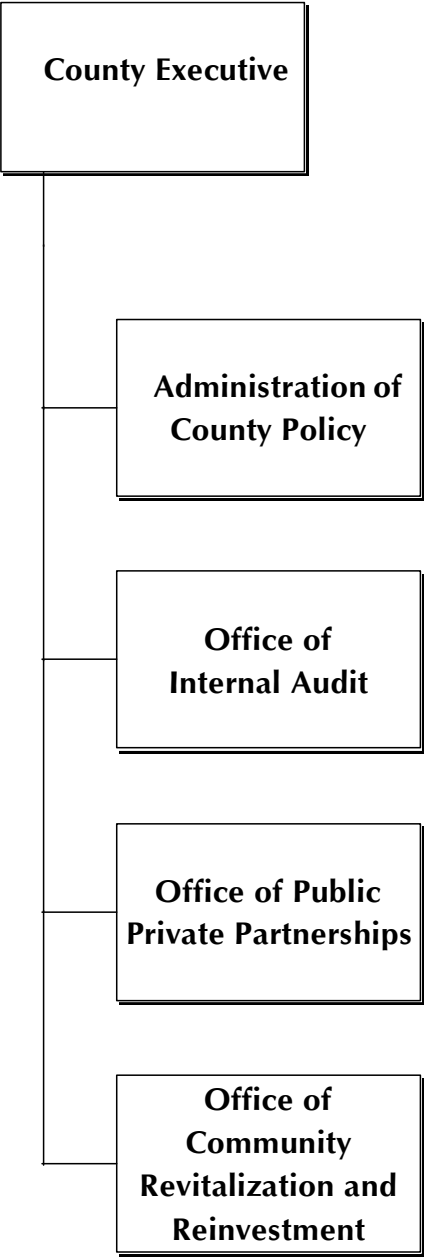 County Executive
Administration of
County Policy
Office of
Internal Audit
Office of Public
Private Partnerships
Office of
Community
Revitalization and
Reinvestment